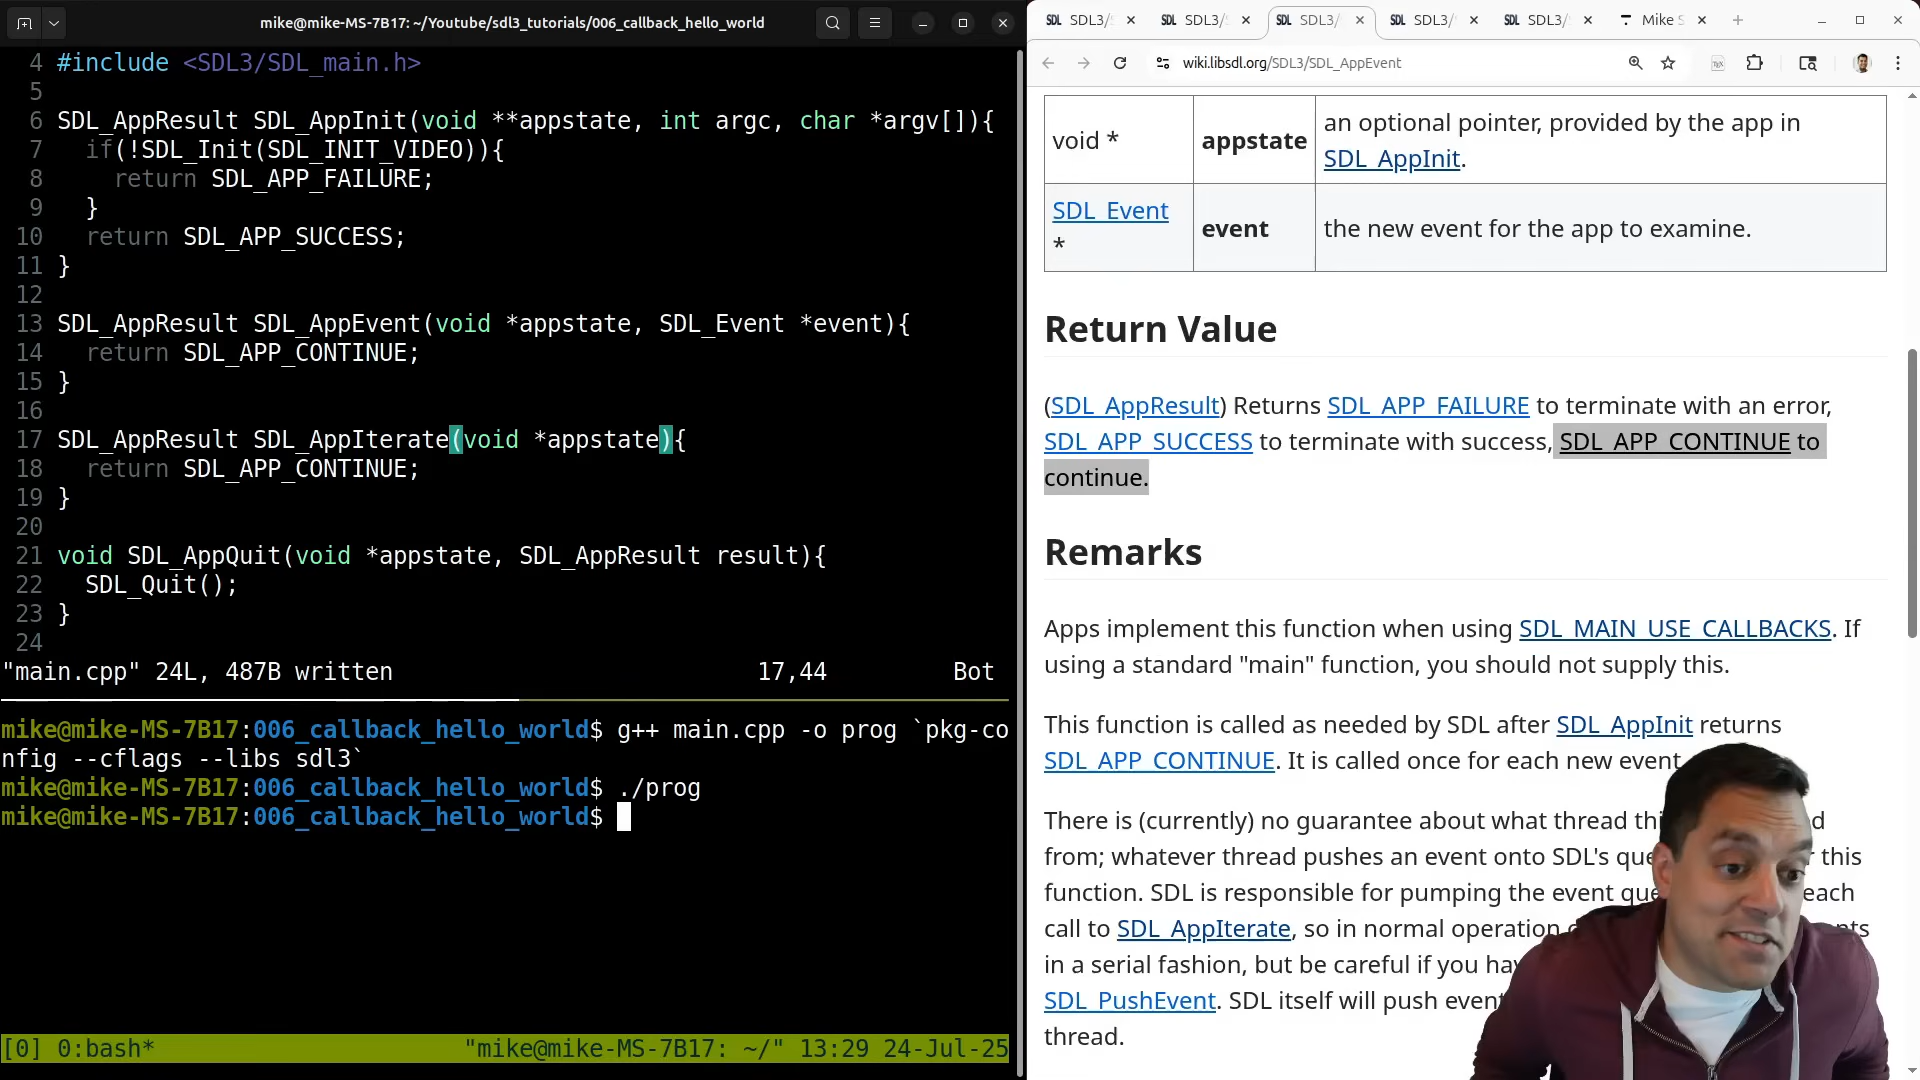 mike@mike-MS-7B17: ~/Youtube/sdl3_tutorials/006_callback_hello_world
4 #include <SDL3/SDL_main.h>
5
6 SDL_AppResult SDL_AppInit(void **appstate, int argc, char *argv[]){
7   if(!SDL_Init(SDL_INIT_VIDEO)){
8     return SDL_APP_FAILURE;
9   }
10   return SDL_APP_SUCCESS;
11 }
12
13 SDL_AppResult SDL_AppEvent(void *appstate, SDL_Event *event){
14   return SDL_APP_CONTINUE;
15 }
16
17 SDL_AppResult SDL_AppIterate(void *appstate){
18   return SDL_APP_CONTINUE;
19 }
20
21 void SDL_AppQuit(void *appstate, SDL_AppResult result){
22   SDL_Quit();
23 }
24
"main.cpp" 24L, 487B written 17,44 Bot
mike@mike-MS-7B17:006_callback_hello_world$ g++ main.cpp -o prog `pkg-co
nfig --cflags --libs sdl3`
mike@mike-MS-7B17:006_callback_hello_world$ ./prog
mike@mike-MS-7B17:006_callback_hello_world$
[0] 0:bash* "mike@mike-MS-7B17: ~/" 13:29 24-Jul-25
SDL SDL3/ SDL SDL3/ SDL SDL3/ SDL SDL3/ SDL SDL3/ Mike
wiki.libsdl.org/SDL3/SDL_AppEvent
void * appstate an optional pointer, provided by the app in
SDL_AppInit.
SDL_Event
* event the new event for the app to examine.
Return Value
(SDL_AppResult) Returns SDL_APP_FAILURE to terminate with an error,
SDL_APP_SUCCESS to terminate with success, SDL_APP_CONTINUE to
continue.
Remarks
Apps implement this function when using SDL_MAIN_USE_CALLBACKS. If
using a standard "main" function, you should not supply this.
This function is called as needed by SDL after SDL_AppInit returns
SDL_APP_CONTINUE. It is called once for each new event
There is (currently) no guarantee about what thread
from; whatever thread pushes an event onto SDL's this
function. SDL is responsible for pumping the event each
call to SDL_AppIterate, so in normal operation
in a serial fashion, but be careful if you
SDL_PushEvent. SDL itself will push
thread.